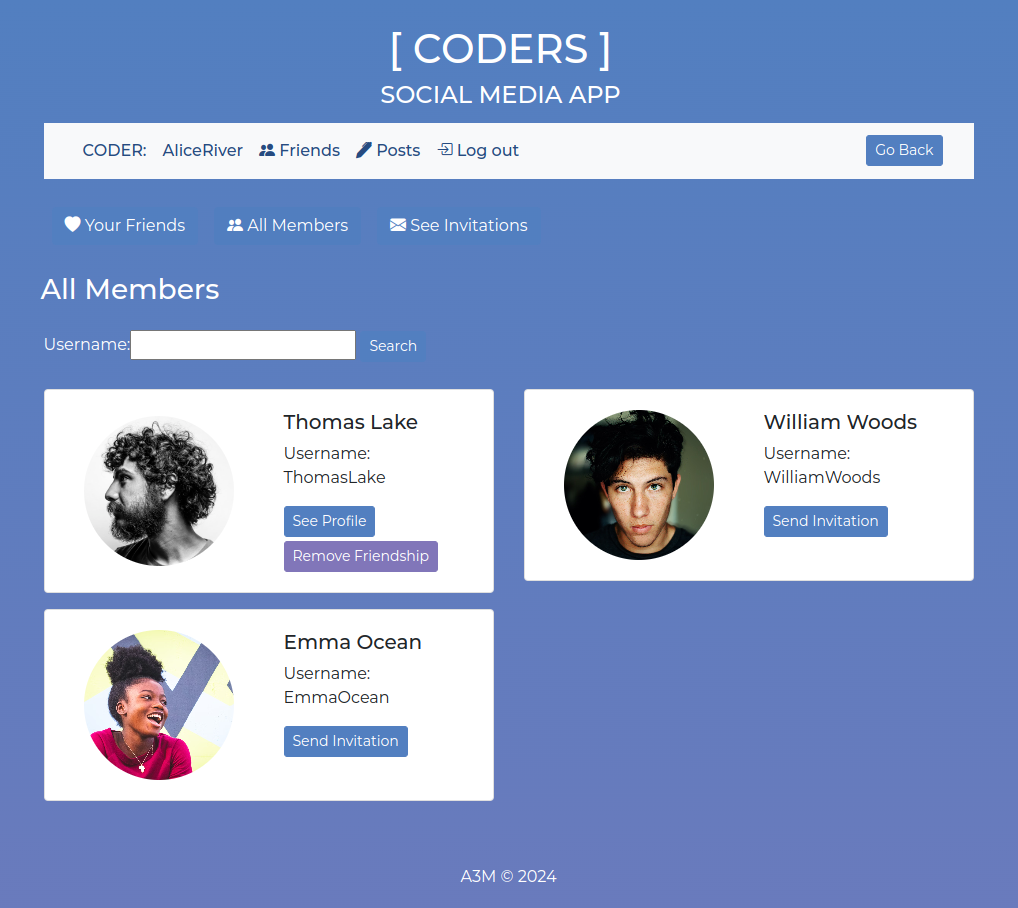 [ CODERS ]
SOCIAL MEDIA APP
CODER: AliceRiver Friends Posts Log out Go Back
Your Friends All Members See Invitations
All Members
Username: Search
Thomas Lake
Username:
ThomasLake
See Profile
Remove Friendship
William Woods
Username:
WilliamWoods
Send Invitation
Emma Ocean
Username:
EmmaOcean
Send Invitation
A3M © 2024